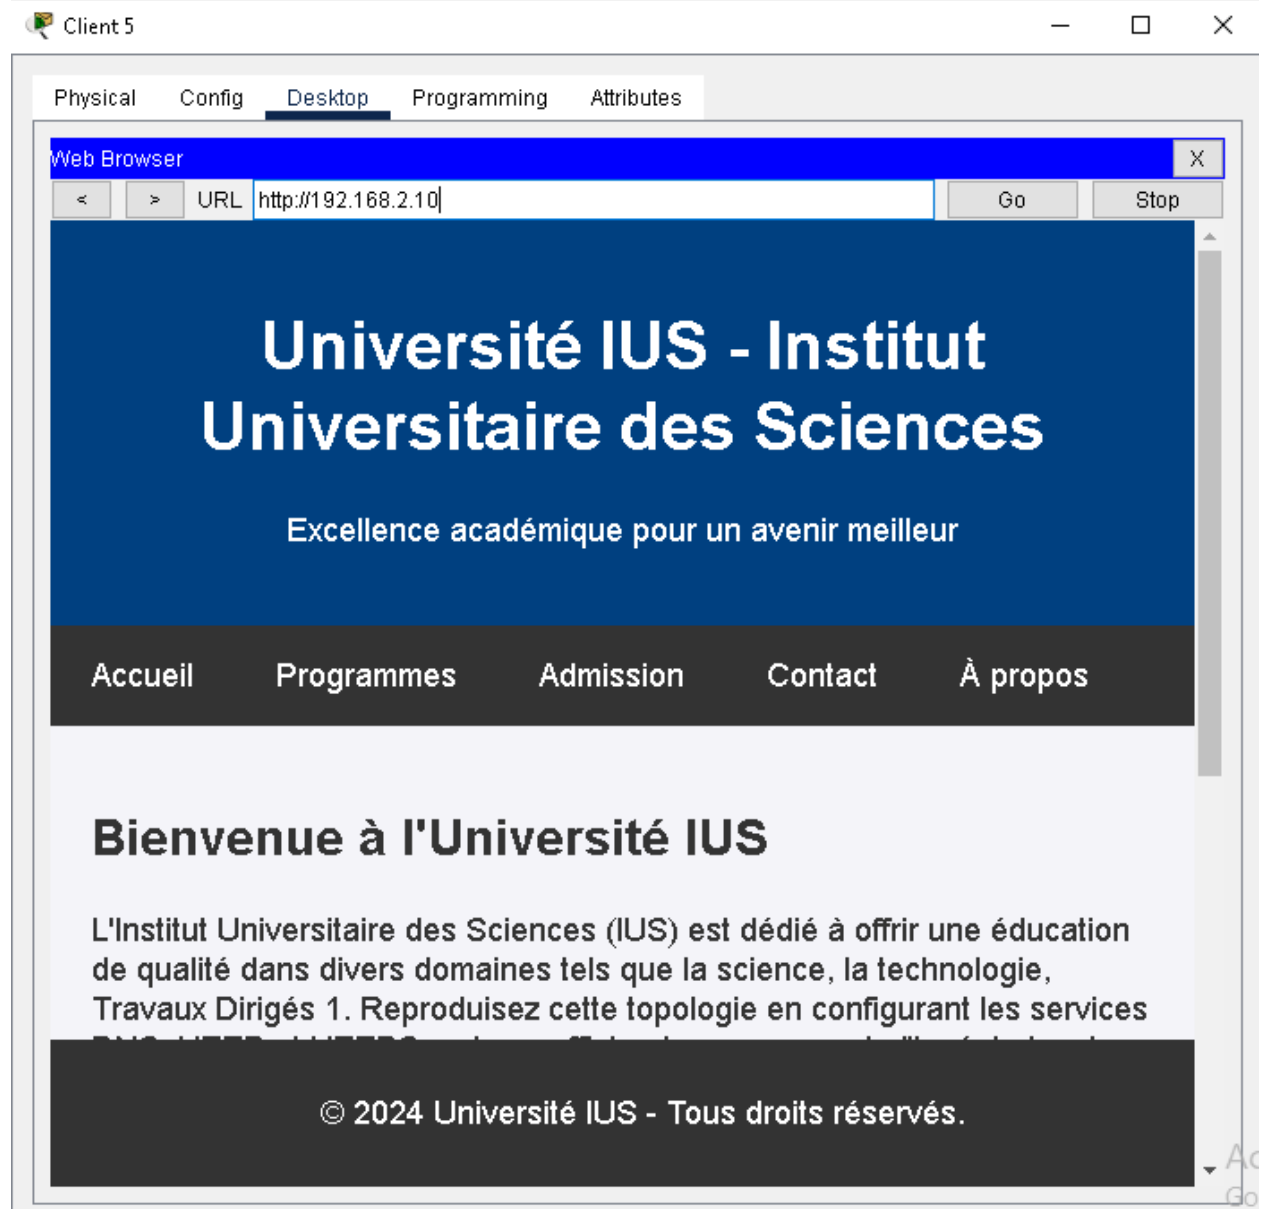 Client 5
Physical Config Desktop Programming Attributes
Web Browser X
< > URL http://192.168.2.10 Go Stop
Université IUS - Institut
Universitaire des Sciences
Excellence académique pour un avenir meilleur
Accueil Programmes Admission Contact À propos
Bienvenue à l'Université IUS
L'Institut Universitaire des Sciences (IUS) est dédié à offrir une éducation
de qualité dans divers domaines tels que la science, la technologie,
Travaux Dirigés 1. Reproduisez cette topologie en configurant les services
© 2024 Université IUS - Tous droits réservés.